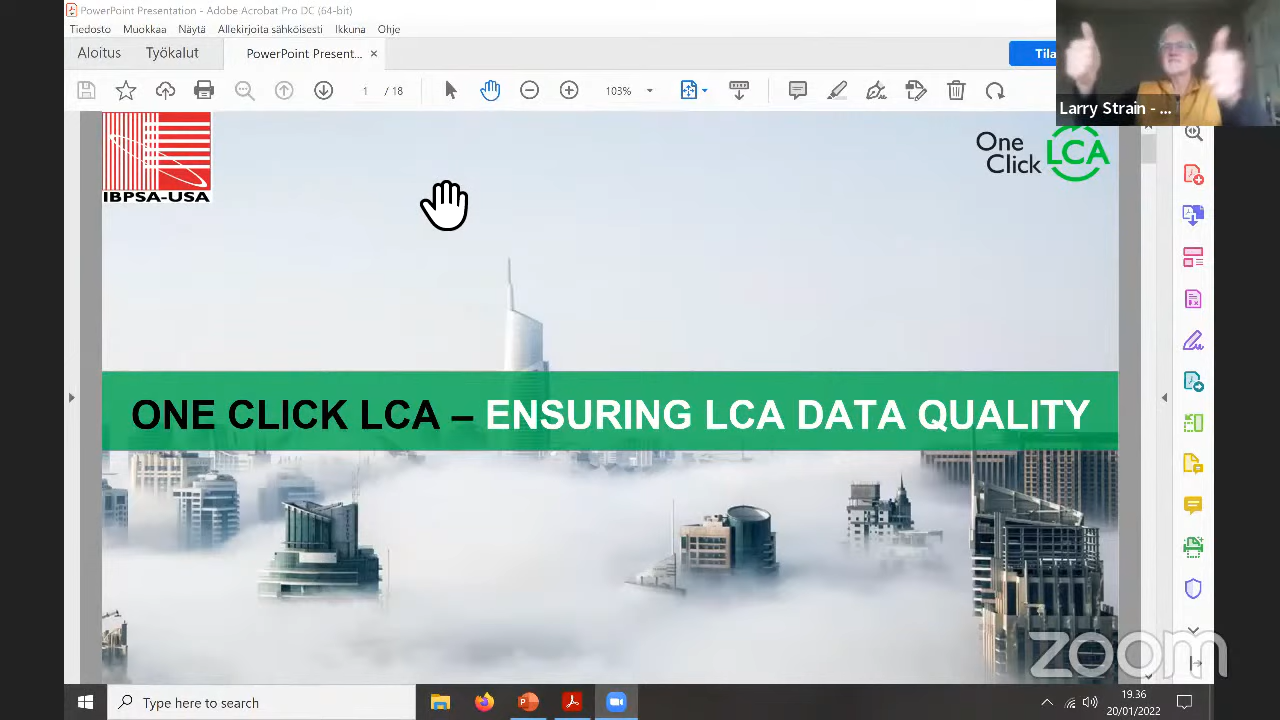 PowerPoint Presentation - Adobe Acrobat Pro DC (64-bit)
Tiedosto Muokkaa Näytä Allekirjoita sähköisesti Ikkuna Ohje
Aloitus Työkalut PowerPoint Present... × Tila
1 / 18 103%
Larry Strain - ...
IBPSA-USA
One
Click LCA
ONE CLICK LCA – ENSURING LCA DATA QUALITY
zoom
Type here to search
19.36
20/01/2022